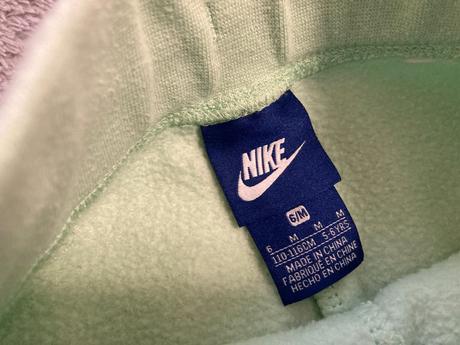 NIKE
6/M
6 M M M
110-116CM 5-6YRS
MADE IN CHINA
FABRIQUÉ EN CHINE
HECHO EN CHINA